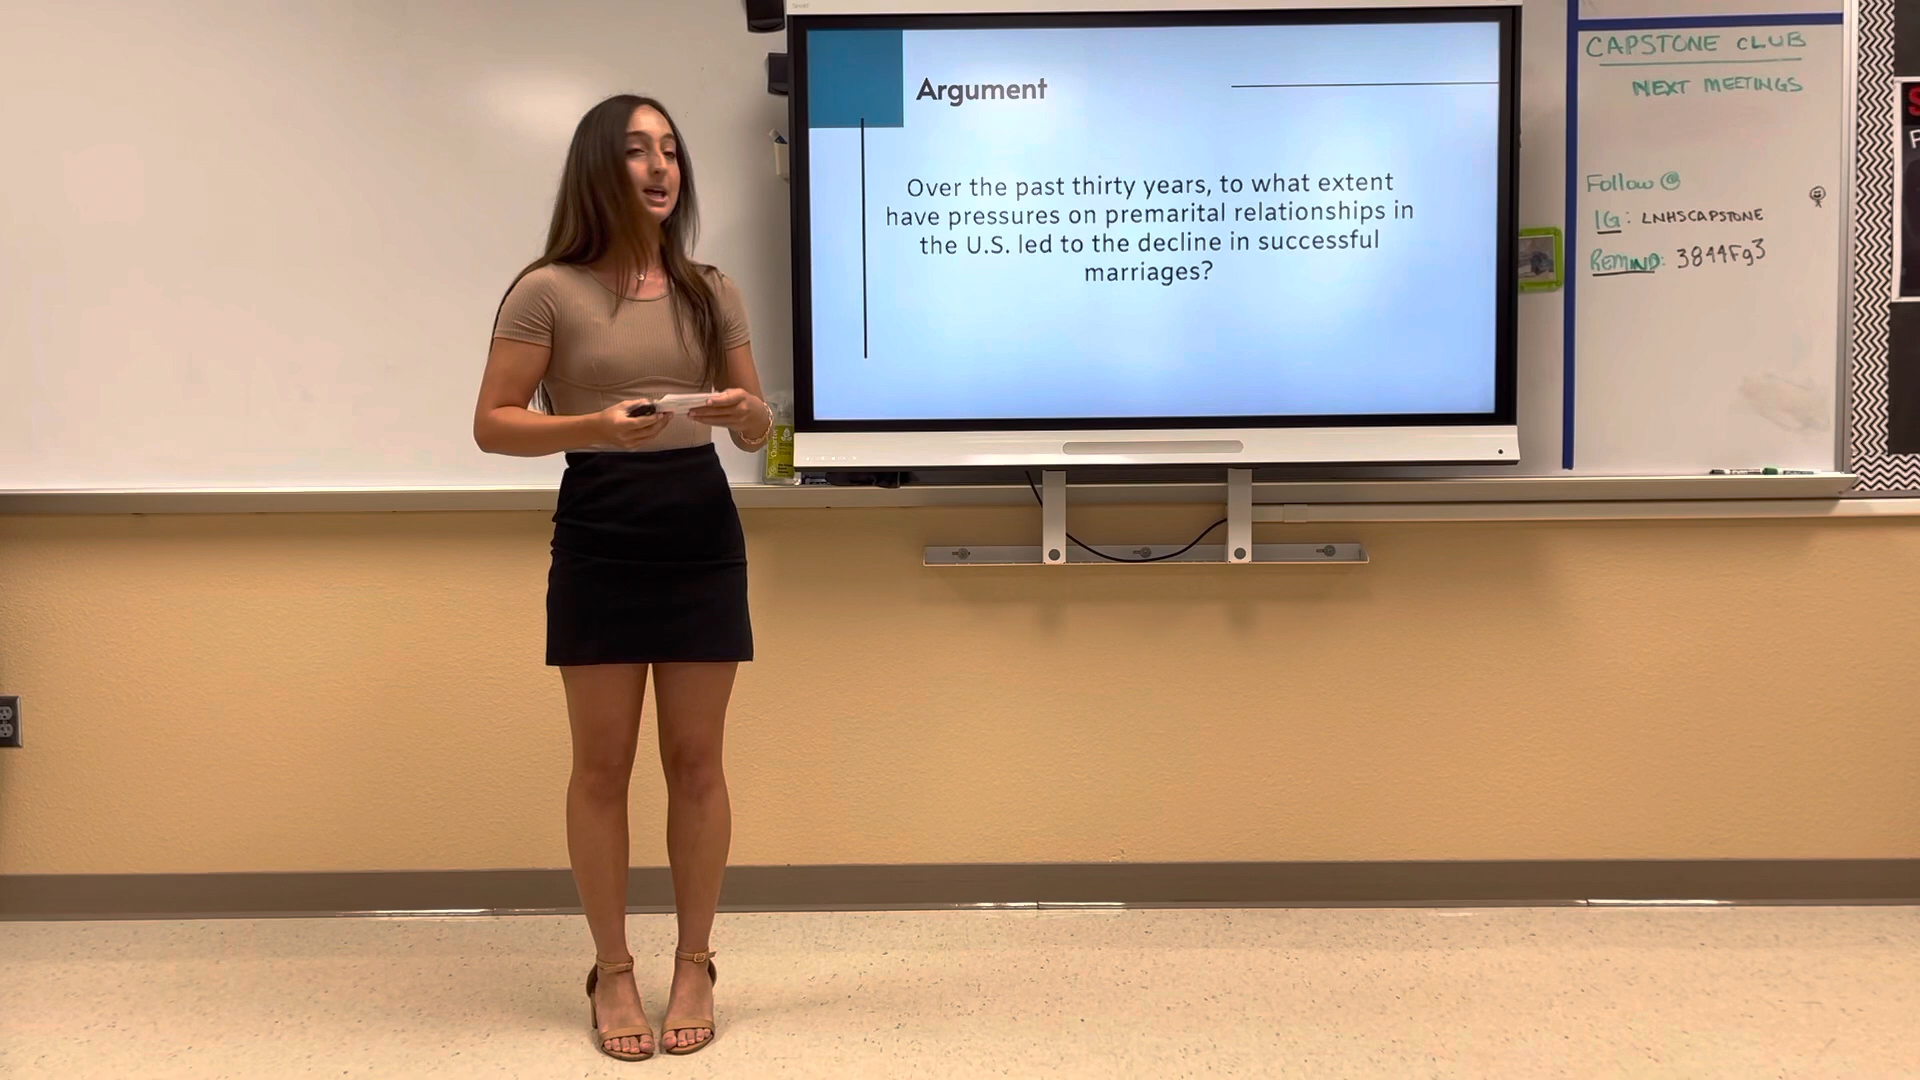 Argument
Over the past thirty years, to what extent
have pressures on premarital relationships in
the U.S. led to the decline in successful
marriages?
CAPSTONE CLUB
NEXT MEETINGS
Follow @
IG: LNHSCAPSTONE
REMIND: 3844Fg3